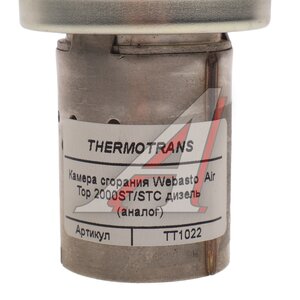 THERMOTRANS
Камера сгорания Webasto Air
Top 2000ST/STC дизель
(аналог)
Артикул TT1022